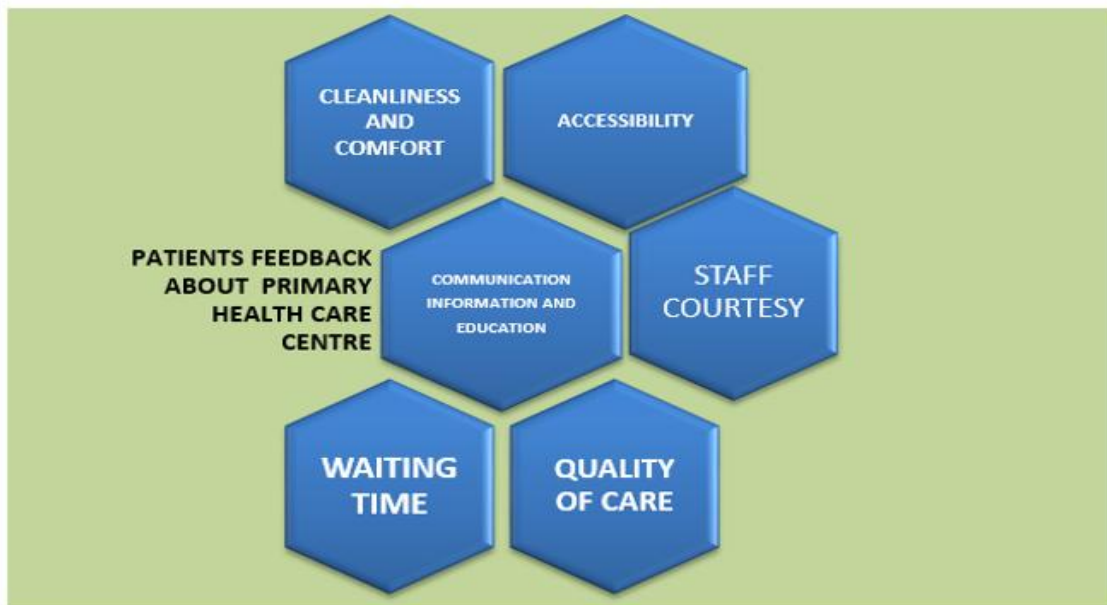 CLEANLINESS
AND
COMFORT
ACCESSIBILITY
PATIENTS FEEDBACK
ABOUT PRIMARY
HEALTH CARE
CENTRE
COMMUNICATION
INFORMATION AND
EDUCATION
STAFF
COURTESY
WAITING
TIME
QUALITY
OF CARE